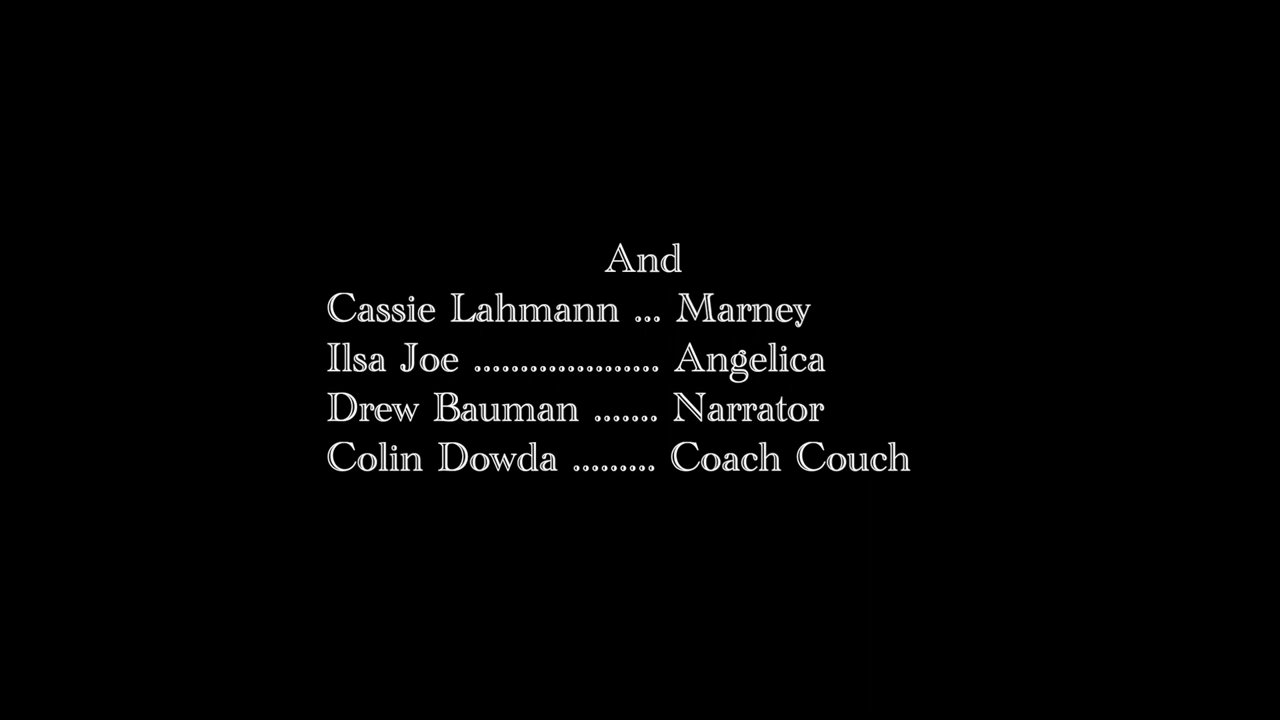 And
Cassie Lahmann ... Marney
Ilsa Joe .................... Angelica
Drew Bauman ....... Narrator
Colin Dowda ......... Coach Couch